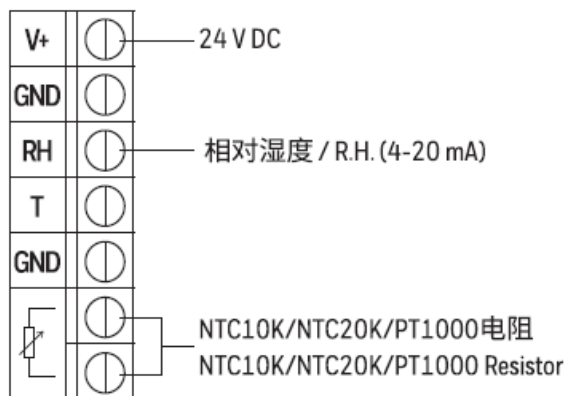 V+ 24 V DC
GND
RH 相对湿度 / R.H. (4-20 mA)
T
GND
NTC10K/NTC20K/PT1000电阻
NTC10K/NTC20K/PT1000 Resistor